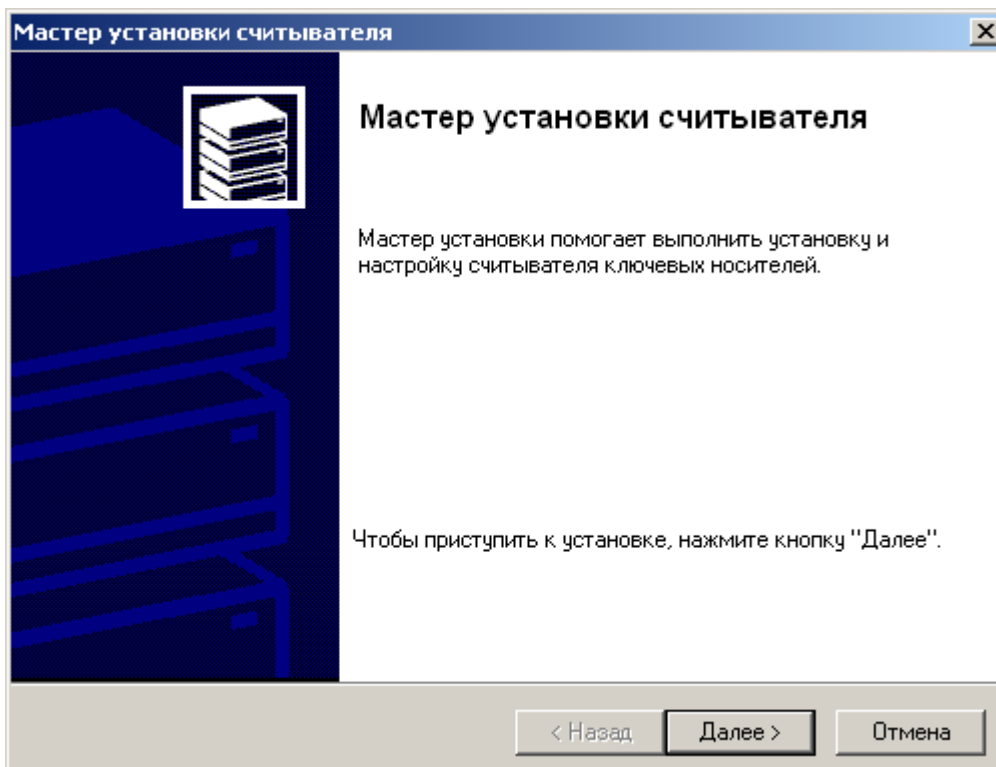 Мастер установки считывателя
Мастер установки считывателя
Мастер установки помогает выполнить установку и
настройку считывателя ключевых носителей.
Чтобы приступить к установке, нажмите кнопку "Далее".
< Назад
Далее >
Отмена